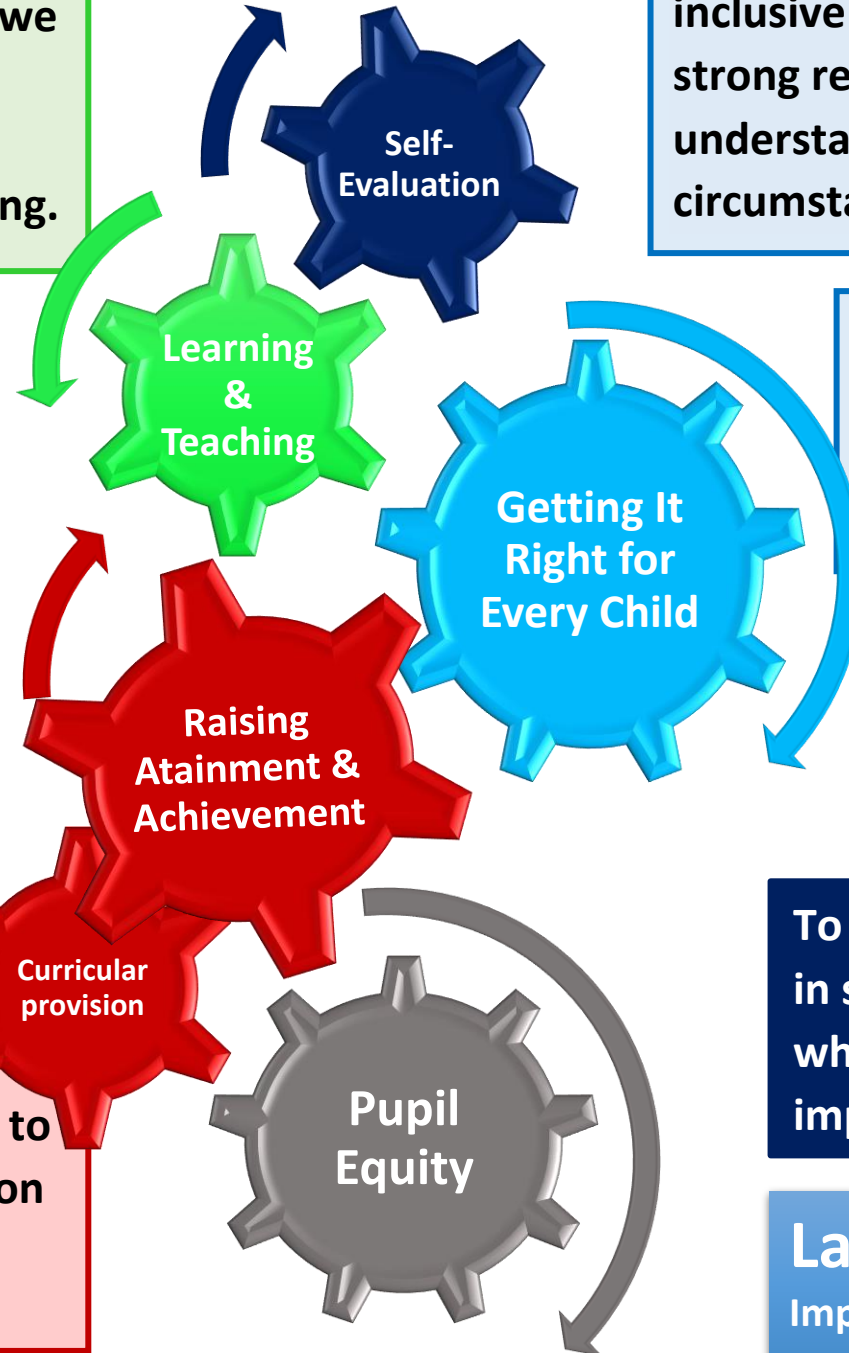 we
ng.
inclusive
strong re
understa
circumsta
Self-
Evaluation
Learning
&
Teaching
Getting It
Right for
Every Child
Raising
Atainment &
Achievement
Curricular
provision
to
on
Pupil
Equity
To
in s
wh
imp
La
Imp